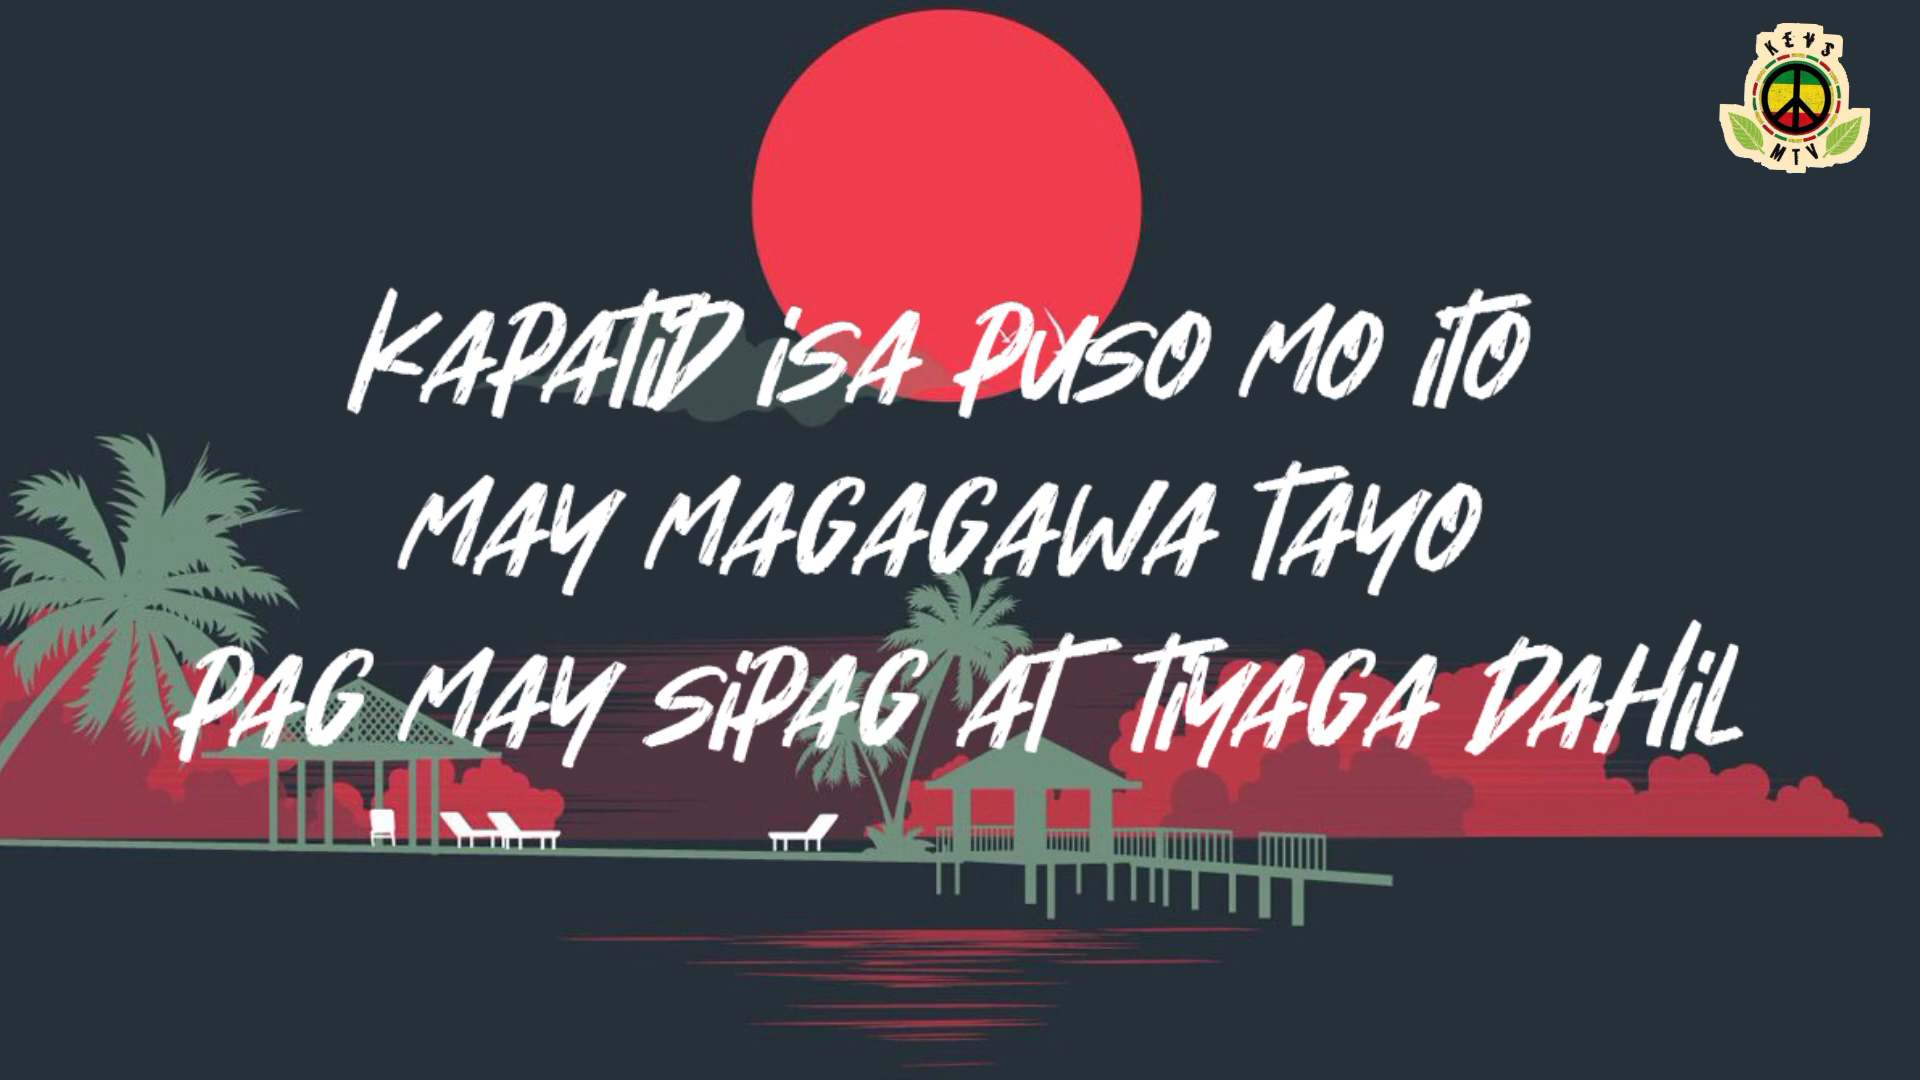 KEYS
MTV
KAPATID ISA PUSO MO ITO
MAY MAGAGAWA TAYO
PAG MAY SIPAG AT TIYAGA DAHIL